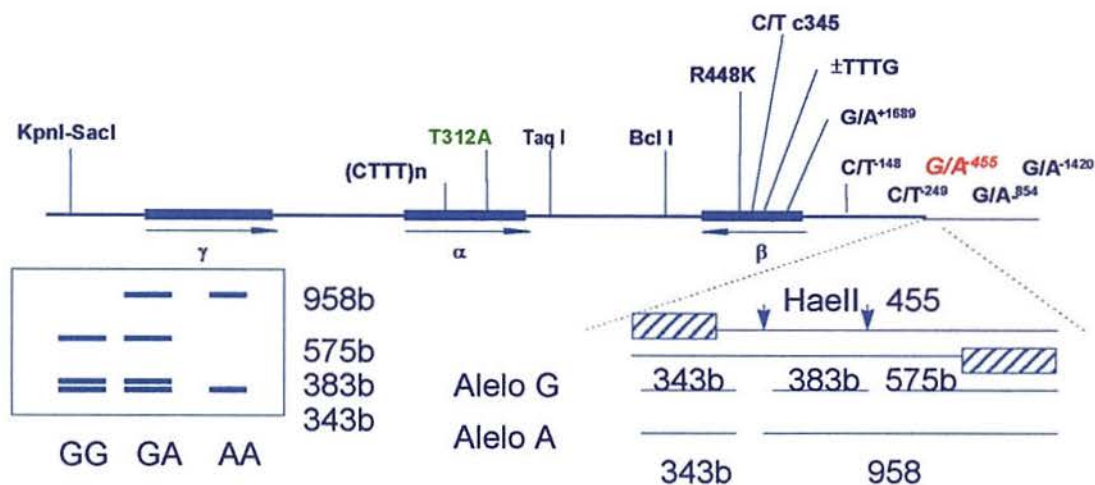 C/T c345
R448K
±TTTG
KpnI-SacI
T312A
Taq I
Bcl I
G/A+1689
(CTTT)n
C/T-148
G/A-455
G/A-1420
C/T-249
G/A-854
γ
α
β
958b
575b
383b
343b
GG GA AA
HaeII 455
Alelo G
343b 383b 575b
Alelo A
343b 958